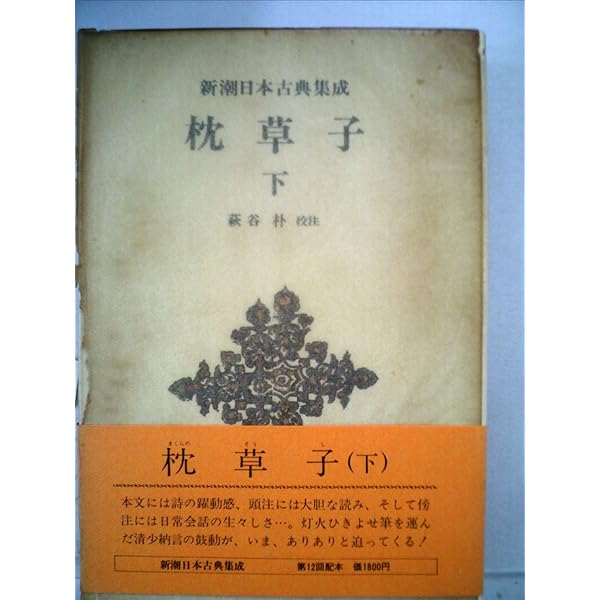 新潮日本古典集成
枕草子
下
萩谷 朴 校注
まくらの そう し
枕草子(下)
本文には詩の躍動感、頭注には大胆な読み、そして傍
注には日常会話の生々しさ…。灯火ひきよせ筆を運ん
だ清少納言の鼓動が、いま、ありありと迫ってくる!
新潮日本古典集成 第12回配本 価1800円